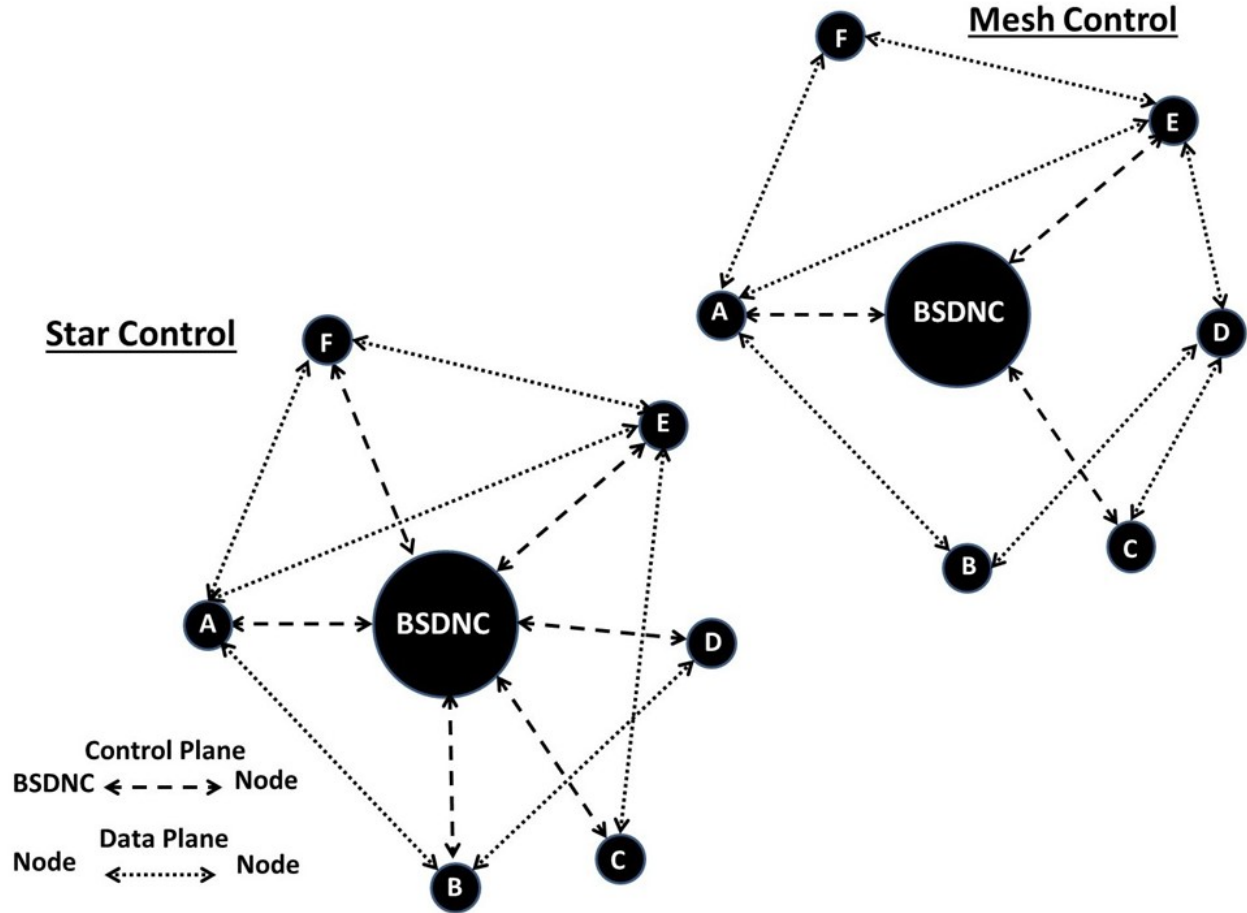 Mesh Control
F
E
A
BSDNC
D
B
C
Star Control
F
E
A
BSDNC
D
B
C
Control Plane
BSDNC Node
Data Plane
Node Node